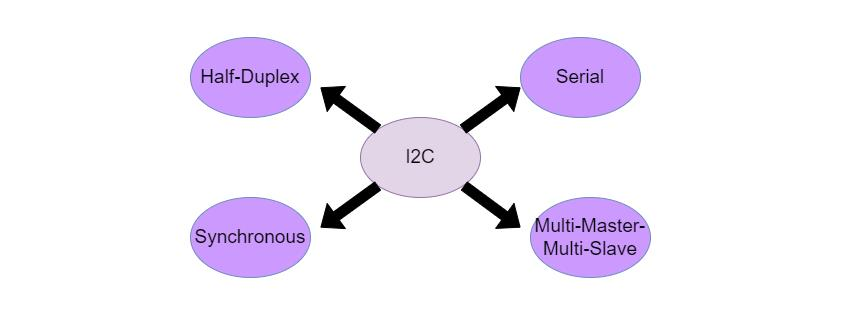 Half-Duplex
Serial
I2C
Synchronous
Multi-Master-
Multi-Slave